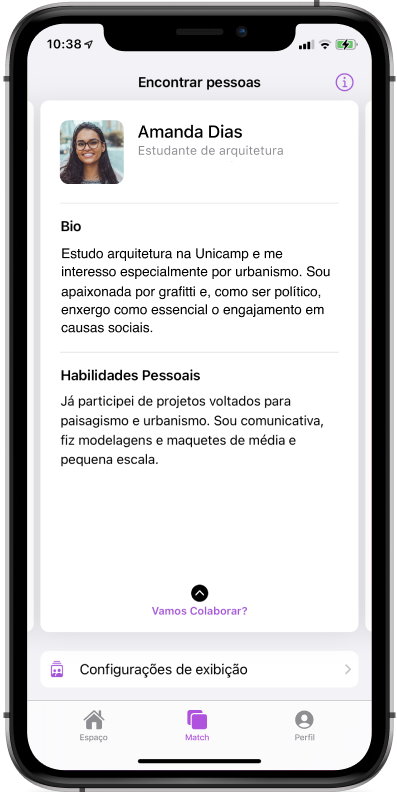 10:38
Encontrar pessoas
Amanda Dias
Estudante de arquitetura
Bio
Estudo arquitetura na Unicamp e me
interesso especialmente por urbanismo. Sou
apaixonada por grafitti e, como ser político,
enxergo como essencial o engajamento em
causas sociais.
Habilidades Pessoais
Já participei de projetos voltados para
paisagismo e urbanismo. Sou comunicativa,
fiz modelagens e maquetes de média e
pequena escala.
Vamos Colaborar?
Configurações de exibição
Espaço
Match
Perfil